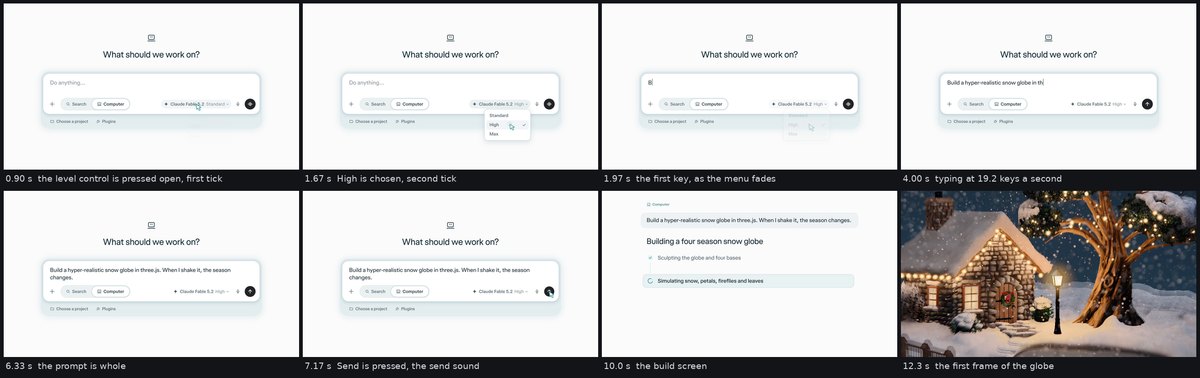 What should we work on?
Do anything...
Search
Computer
Claude Fable 5.2 Standard
Choose a project
Plugins
0.90 s the level control is pressed open, first tick
What should we work on?
Do anything...
Search
Computer
Claude Fable 5.2 High
Standard
High
Max
Choose a project
Plugins
1.67 s High is chosen, second tick
What should we work on?
B
Search
Computer
Claude Fable 5.2 High
Standard
High
Max
Choose a project
Plugins
1.97 s the first key, as the menu fades
What should we work on?
Build a hyper-realistic snow globe in th
Search
Computer
Claude Fable 5.2 High
Choose a project
Plugins
4.00 s typing at 19.2 keys a second
What should we work on?
Build a hyper-realistic snow globe in three.js. When I shake it, the season
changes.
Search
Computer
Claude Fable 5.2 High
Choose a project
Plugins
6.33 s the prompt is whole
What should we work on?
Build a hyper-realistic snow globe in three.js. When I shake it, the season
changes.
Search
Computer
Claude Fable 5.2 High
Choose a project
Plugins
7.17 s Send is pressed, the send sound
Computer
Build a hyper-realistic snow globe in three.js. When I shake it, the season changes.
Building a four season snow globe
Sculpting the globe and four bases
Simulating snow, petals, fireflies and leaves
10.0 s the build screen
12.3 s the first frame of the globe